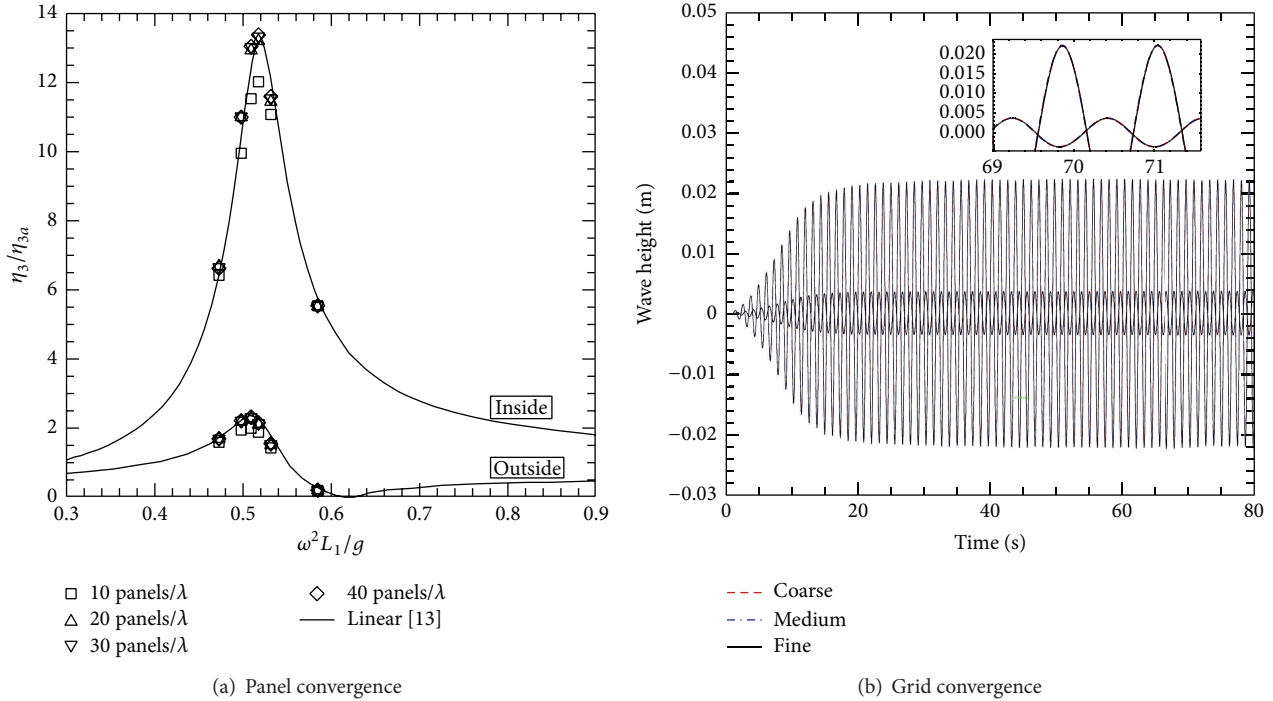 14
12
10
8
6
4
2
0
η3/η3a
Inside
Outside
0.3 0.4 0.5 0.6 0.7 0.8 0.9
ω²L1/g
10 panels/λ
20 panels/λ
30 panels/λ
40 panels/λ
Linear [13]
(a) Panel convergence
0.05
0.04
0.03
0.02
0.01
0
−0.01
−0.02
−0.03
Wave height (m)
0.020
0.015
0.010
0.005
0.000
69 70 71
0 20 40 60 80
Time (s)
Coarse
Medium
Fine
(b) Grid convergence